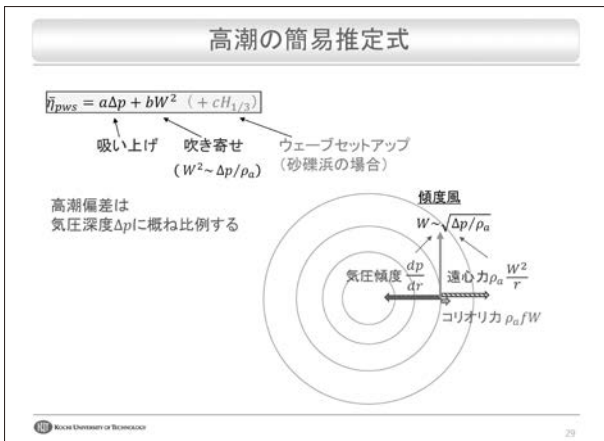 高潮の簡易推定式
η̄pws = aΔp + bW² (+ cH1/3)
吸い上げ 吹き寄せ ウェーブセットアップ
(W²~Δp/ρa) (砂礫浜の場合)
高潮偏差は
気圧深度Δpに概ね比例する
傾度風
W~√Δp/ρa
気圧傾度 dp/dr 遠心力ρa W²/r
コリオリ力 ρafW
KOCHI UNIVERSITY OF TECHNOLOGY
29